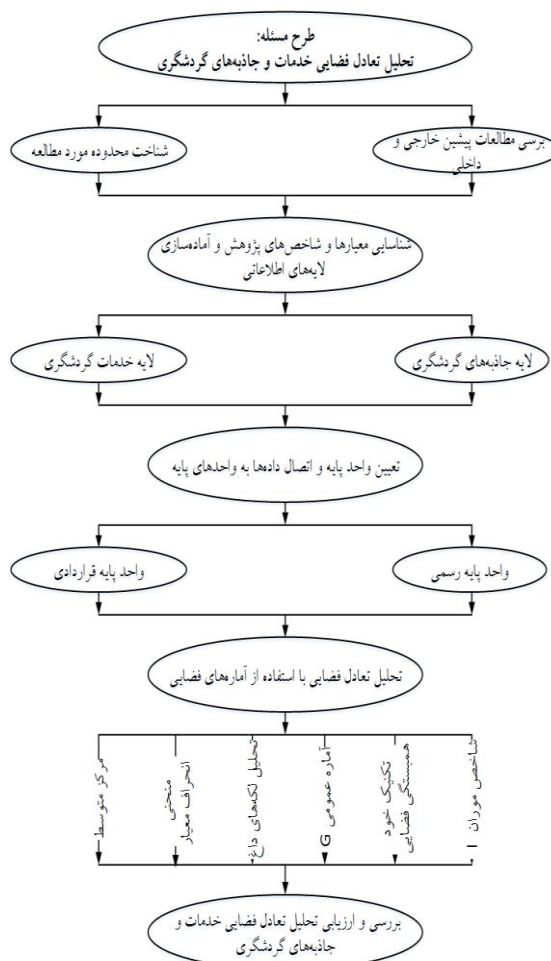 طرح مسئله:
تحلیل تعادل فضایی خدمات و جاذبه‌های گردشگری
برسی مطالعات پیشین خارجی و
داخلی
شناخت محدوده مورد مطالعه
شناسایی معیارها و شاخص‌های پژوهش و آماده‌سازی
لایه‌های اطلاعاتی
لایه جاذبه‌های گردشگری
لایه خدمات گردشگری
تعیین واحد پایه و اتصال داده‌ها به واحدهای پایه
واحد پایه رسمی
واحد پایه قراردادی
تحلیل تعادل فضایی با استفاده از آماره‌های فضایی
شاخص موران I
تکنیک خود
همبستگی فضایی
آماره عمومی G
تحلیل لکه‌های داغ
منحنی
انحراف معیار
مرکز متوسط
بررسی و ارزیابی تحلیل تعادل فضایی خدمات و
جاذبه‌های گردشگری